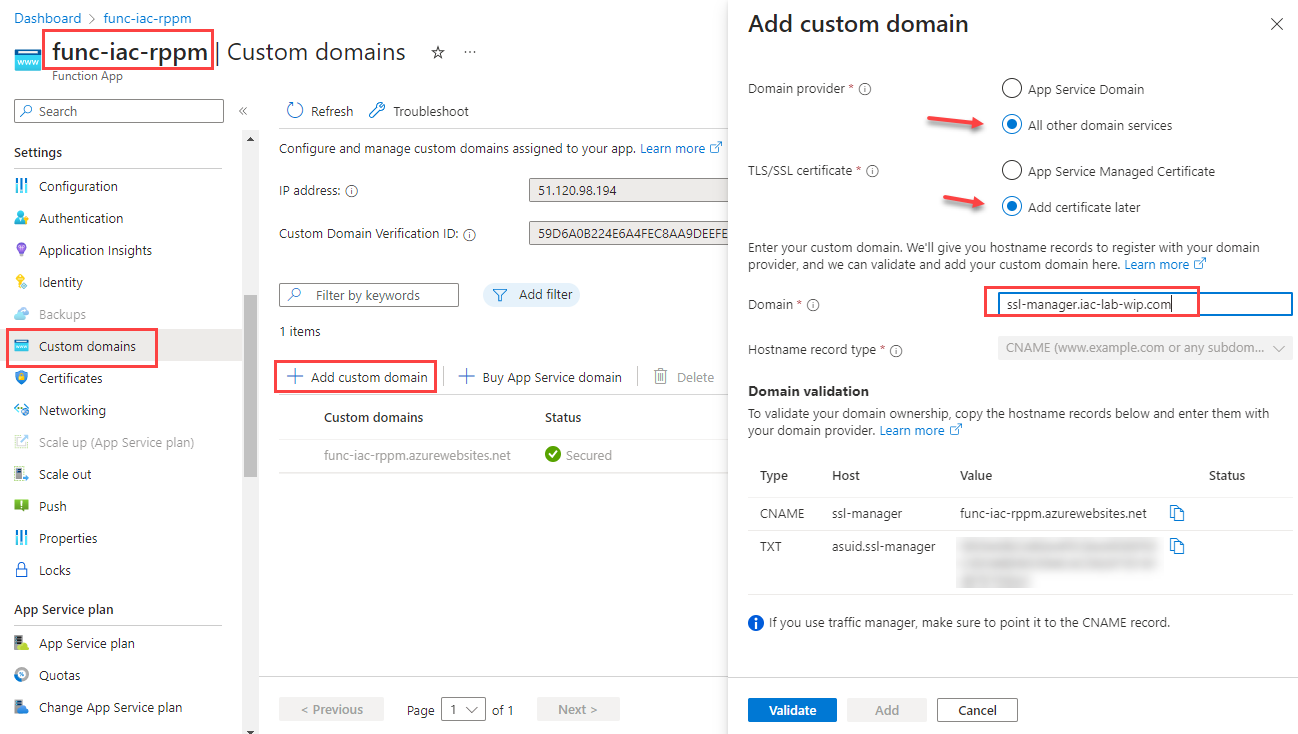 Dashboard > func-iac-rppm
www
func-iac-rppm | Custom domains
Function App
Search
«
Settings
Configuration
Authentication
Application Insights
Identity
Backups
Custom domains
Certificates
Networking
Scale up (App Service plan)
Scale out
Push
Properties
Locks
App Service plan
App Service plan
Quotas
Change App Service plan
Refresh Troubleshoot
Configure and manage custom domains assigned to your app. Learn more
IP address: 51.120.98.194
Custom Domain Verification ID: 59D6A0B224E6A4FEC8AA9DEEFE
Filter by keywords Add filter
1 items
+ Add custom domain + Buy App Service domain Delete
Custom domains Status
func-iac-rppm.azurewebsites.net Secured
< Previous Page 1 of 1 Next >
Add custom domain
Domain provider * App Service Domain
All other domain services
TLS/SSL certificate * App Service Managed Certificate
Add certificate later
Enter your custom domain. We'll give you hostname records to register with your domain
provider, and we can validate and add your custom domain here. Learn more
Domain * ssl-manager.iac-lab-wip.com
Hostname record type * CNAME (www.example.com or any subdom...
Domain validation
To validate your domain ownership, copy the hostname records below and enter them with
your domain provider. Learn more
Type Host Value Status
CNAME ssl-manager func-iac-rppm.azurewebsites.net
TXT asuid.ssl-manager
If you use traffic manager, make sure to point it to the CNAME record.
Validate Add Cancel